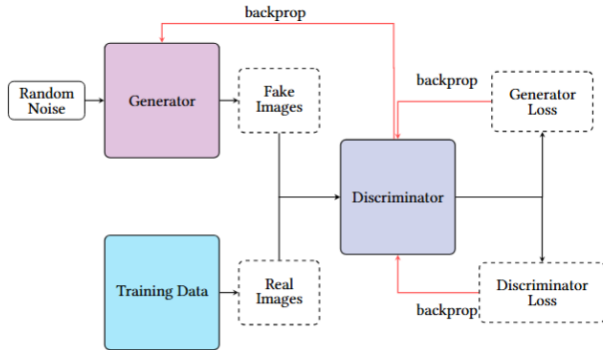 backprop
Random
Noise
Generator
Fake
Images
backprop
Generator
Loss
Discriminator
Training Data
Real
Images
backprop
Discriminator
Loss